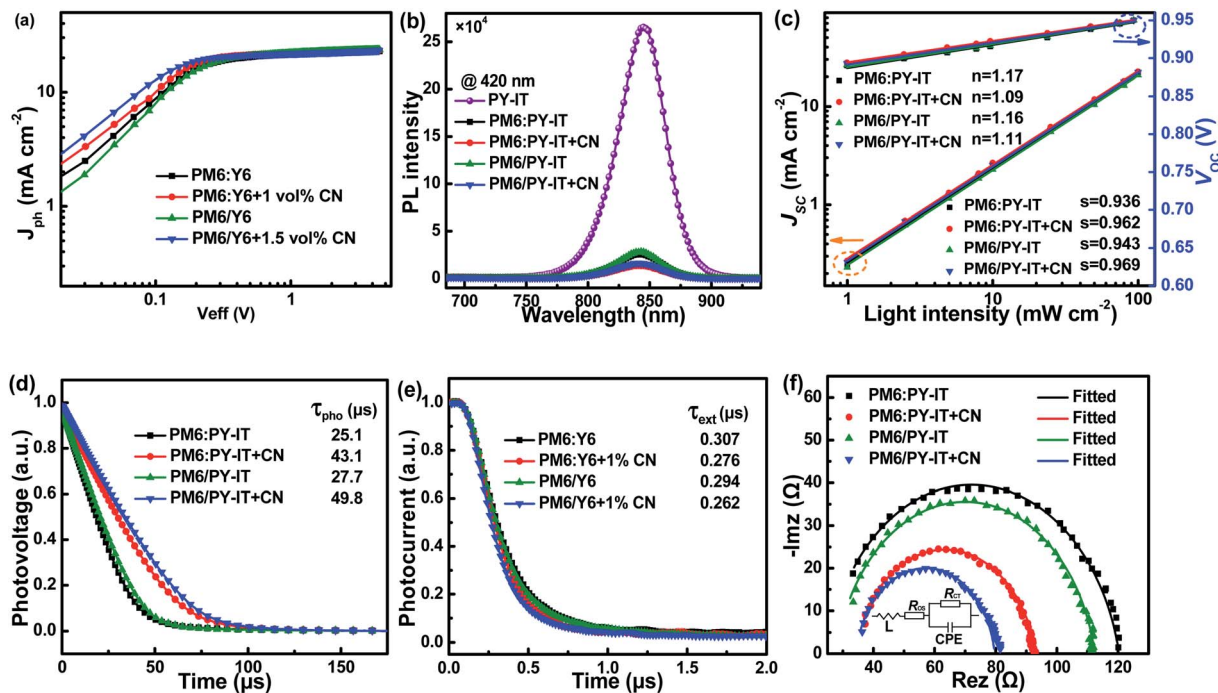 (a)
J_ph (mA cm⁻²)
10
1
PM6:Y6
PM6:Y6+1 vol% CN
PM6/Y6
PM6/Y6+1.5 vol% CN
0.1
1
Veff (V)
(b)
×10⁴
PL intensity
25
20
15
10
5
0
@ 420 nm
PY-IT
PM6:PY-IT
PM6:PY-IT+CN
PM6/PY-IT
PM6/PY-IT+CN
700 750 800 850 900
Wavelength (nm)
(c)
J_SC (mA cm⁻²)
10
1
PM6:PY-IT n=1.17
PM6:PY-IT+CN n=1.09
PM6/PY-IT n=1.16
PM6/PY-IT+CN n=1.11
PM6:PY-IT s=0.936
PM6:PY-IT+CN s=0.962
PM6/PY-IT s=0.943
PM6/PY-IT+CN s=0.969
0.95
0.90
0.85
0.80
0.75
0.70
0.65
0.60
V_OC (V)
1 10 100
Light intensity (mW cm⁻²)
(d)
Photovoltage (a.u.)
1.0
0.8
0.6
0.4
0.2
0.0
τ_pho (μs)
PM6:PY-IT 25.1
PM6:PY-IT+CN 43.1
PM6/PY-IT 27.7
PM6/PY-IT+CN 49.8
0 50 100 150
Time (μs)
(e)
Photocurrent (a.u.)
1.0
0.8
0.6
0.4
0.2
0.0
τ_ext (μs)
PM6:Y6 0.307
PM6:Y6+1% CN 0.276
PM6/Y6 0.294
PM6/Y6+1% CN 0.262
0.0 0.5 1.0 1.5 2.0
Time (μs)
(f)
-Imz (Ω)
50
40
30
20
10
0
PM6:PY-IT Fitted
PM6:PY-IT+CN Fitted
PM6/PY-IT Fitted
PM6/PY-IT+CN Fitted
L
R_OS
R_CT
CPE
40 60 80 100 120 140
Rez (Ω)